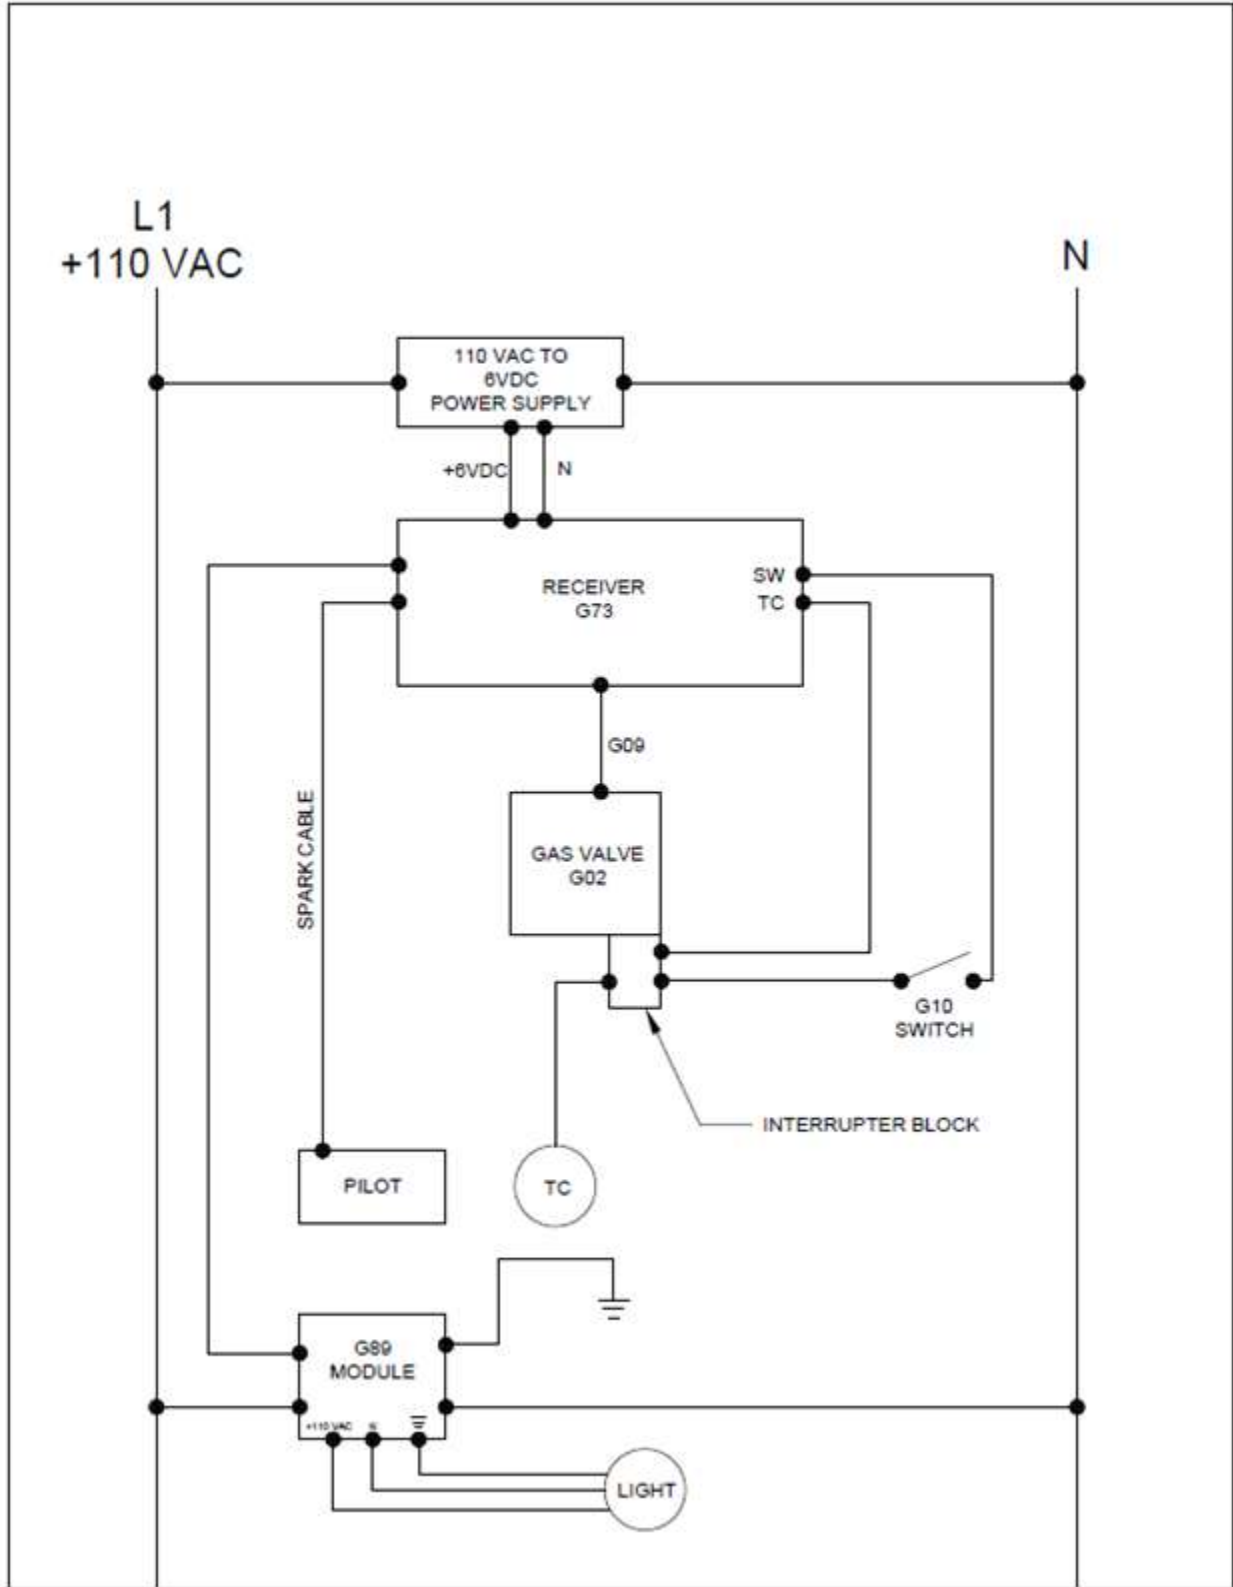 L1
+110 VAC
N
110 VAC TO
6VDC
POWER SUPPLY
+6VDC
N
RECEIVER
G73
SW
TC
G09
SPARK CABLE
GAS VALVE
G02
G10
SWITCH
INTERRUPTER BLOCK
PILOT
TC
G89
MODULE
+110 VAC
N
LIGHT